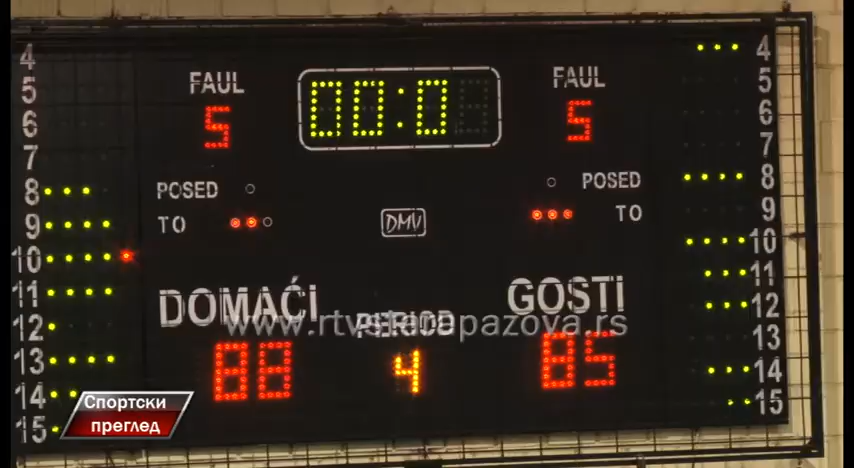 4 4
5 FAUL 00:0 FAUL 5
6 5 5 6
7 7
8 POSED POSED 8
9 TO DMV TO 9
10 10
11 DOMAĆI GOSTI 11
12 PERIOD 12
www.rtvstarapazova.rs
13 88 4 85 13
14 14
15 15
Спортски
преглед